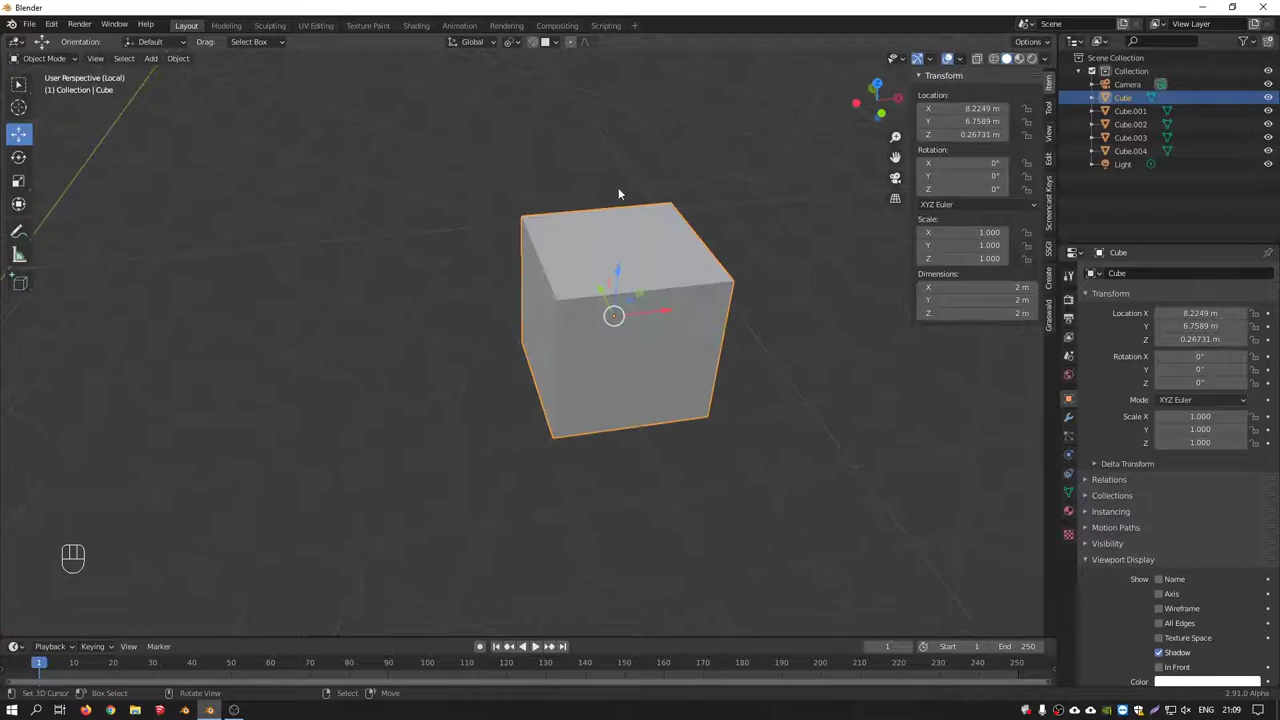 Blender
File Edit Render Window Help Layout Modeling Sculpting UV Editing Texture Paint Shading Animation Rendering Compositing Scripting + Scene View Layer
Orientation: Default Drag: Select Box Global Options
Object Mode View Select Add Object
User Perspective (Local)
(1) Collection | Cube
Transform
Location:
X 8.2249 m
Y 6.7589 m
Z 0.26731 m
Rotation:
X 0°
Y 0°
Z 0°
XYZ Euler
Scale:
X 1.000
Y 1.000
Z 1.000
Dimensions:
X 2 m
Y 2 m
Z 2 m
Item
Tool
View
Edit
Screencast Keys
SSGI
Create
Graswald
Scene Collection
Collection
Camera
Cube
Cube.001
Cube.002
Cube.003
Cube.004
Light
Cube
Cube
Transform
Location X 8.2249 m
Y 6.7589 m
Z 0.26731 m
Rotation X 0°
Y 0°
Z 0°
Mode XYZ Euler
Scale X 1.000
Y 1.000
Z 1.000
Delta Transform
Relations
Collections
Instancing
Motion Paths
Visibility
Viewport Display
Show Name
Axis
Wireframe
All Edges
Texture Space
Shadow
In Front
Color
Playback Keying View Marker 1 Start 1 End 250
1 10 20 30 40 50 60 70 80 90 100 110 120 130 140 150 160 170 180 190 200 210 220 230 240 250
Set 3D Cursor Box Select Rotate View Select Move 2.91.0 Alpha
ENG 21:09